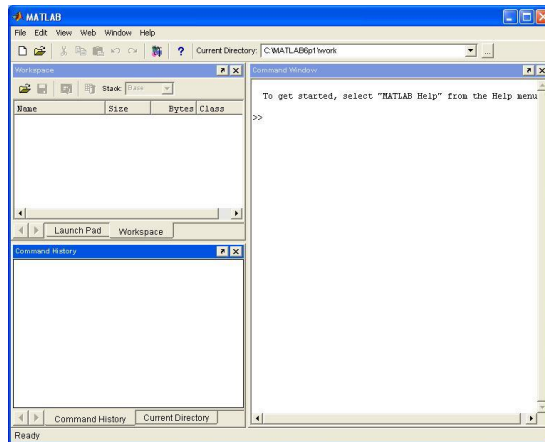 MATLAB
File Edit View Web Window Help
? Current Directory: C:\MATLAB6p1\work ...
Workspace
Stack: Base
Name Size Bytes Class
Launch Pad Workspace
Command History
Command History Current Directory
Command Window
To get started, select "MATLAB Help" from the Help menu
>>
Ready